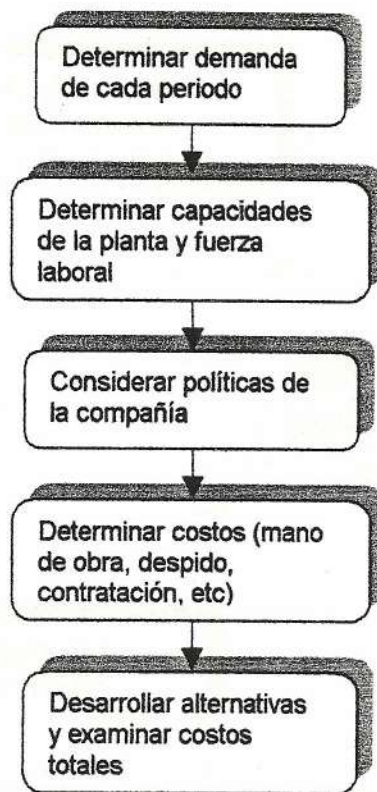 Determinar demanda
de cada periodo
Determinar capacidades
de la planta y fuerza
laboral
Considerar políticas de
la compañía
Determinar costos (mano
de obra, despido,
contratación, etc)
Desarrollar alternativas
y examinar costos
totales